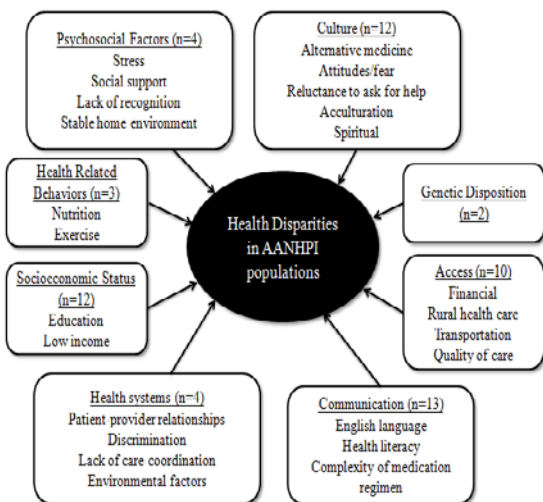 Psychosocial Factors (n=4)
Stress
Social support
Lack of recognition
Stable home environment
Culture (n=12)
Alternative medicine
Attitudes/fear
Reluctance to ask for help
Acculturation
Spiritual
Health Related
Behaviors (n=3)
Nutrition
Exercise
Health Disparities
in AANHPI
populations
Genetic Disposition
(n=2)
Socioeconomic Status
(n=12)
Education
Low income
Access (n=10)
Financial
Rural health care
Transportation
Quality of care
Health systems (n=4)
Patient-provider relationships
Discrimination
Lack of care coordination
Environmental factors
Communication (n=13)
English language
Health literacy
Complexity of medication
regimen